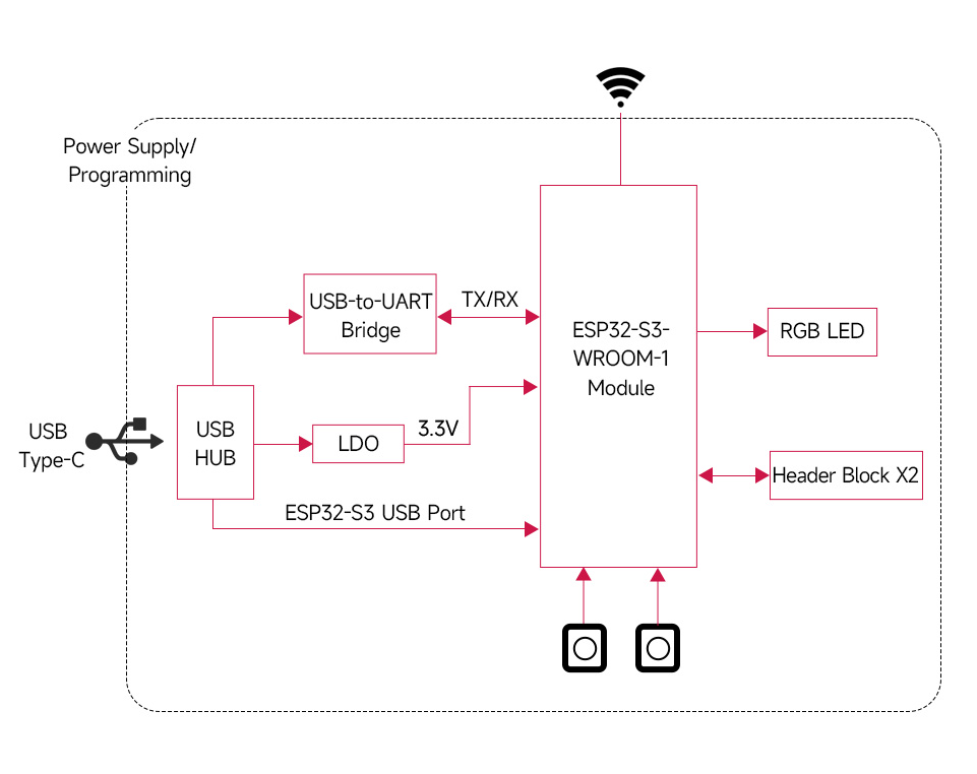 Power Supply/
Programming
USB-to-UART
Bridge
TX/RX
ESP32-S3-
WROOM-1
Module
RGB LED
USB
Type-C
USB
HUB
LDO
3.3V
Header Block X2
ESP32-S3 USB Port